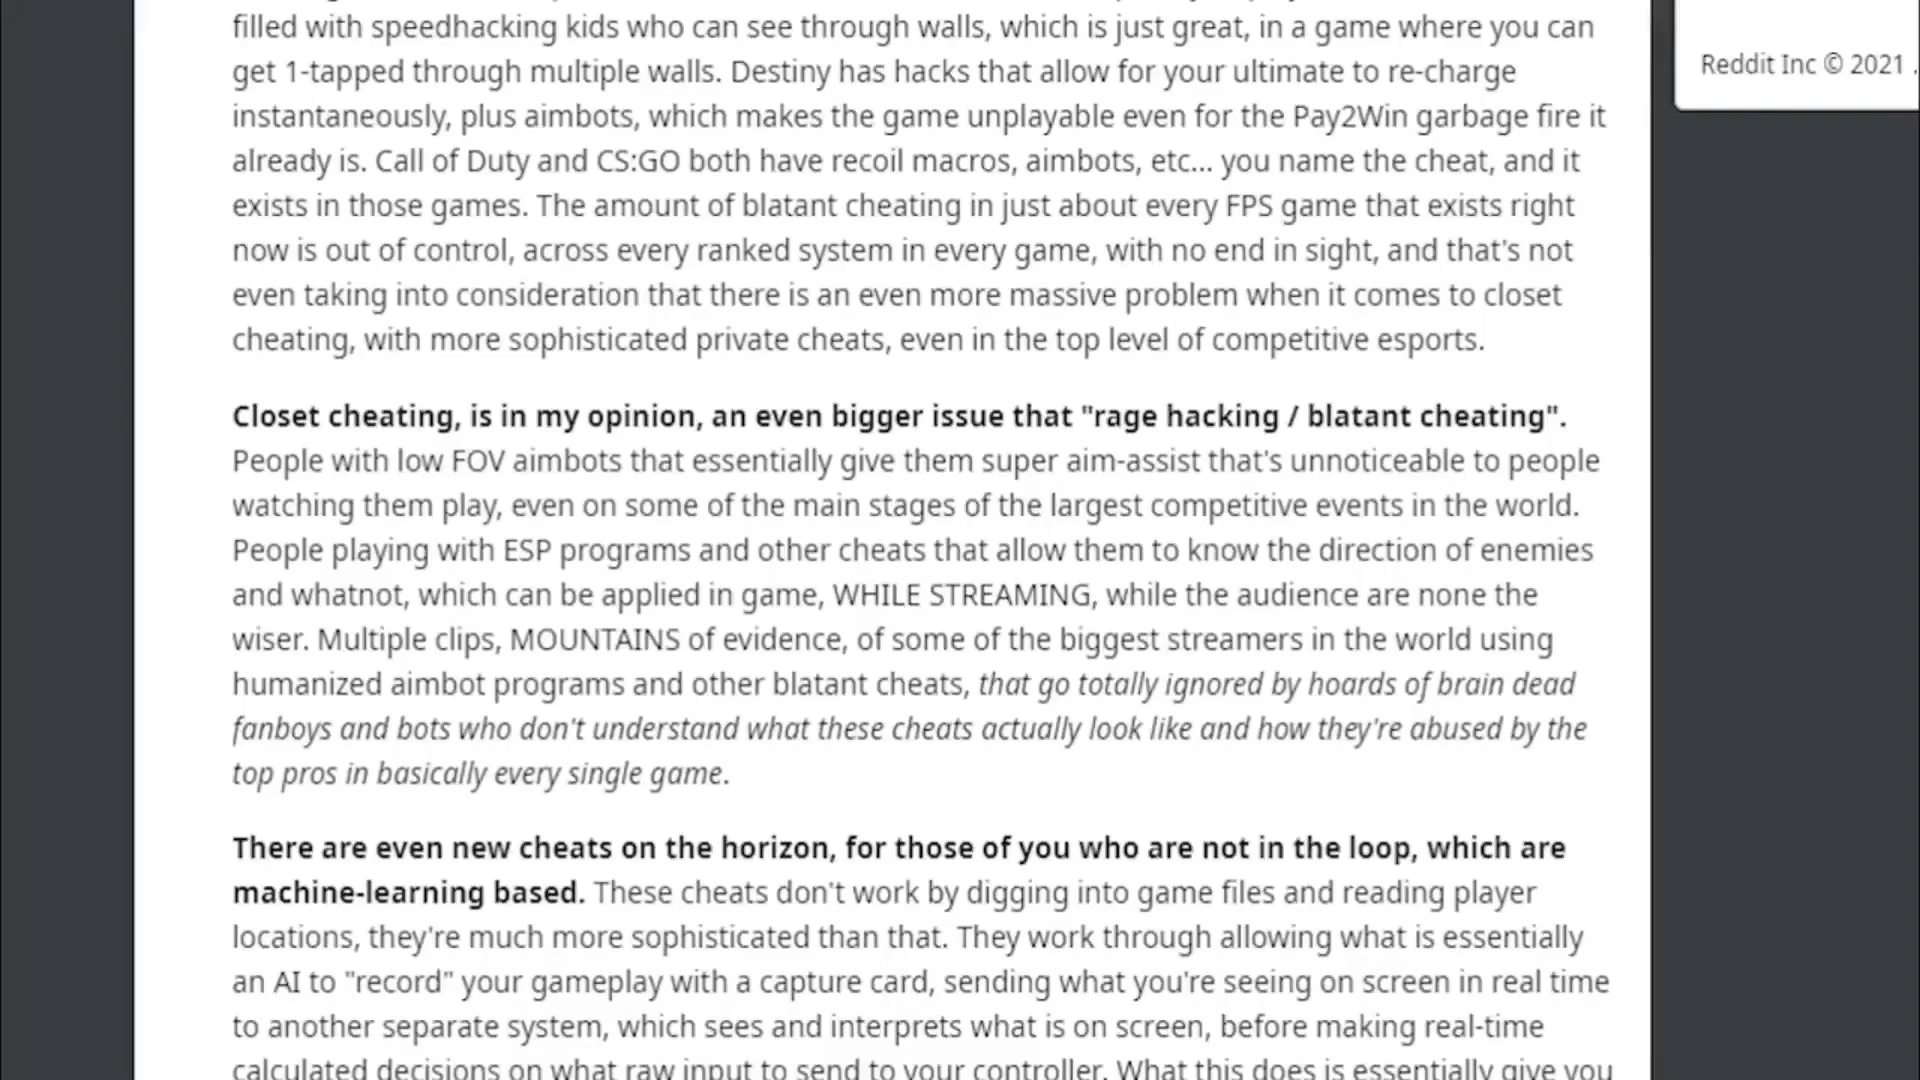 filled with speedhacking kids who can see through walls, which is just great, in a game where you can
get 1-tapped through multiple walls. Destiny has hacks that allow for your ultimate to re-charge
instantaneously, plus aimbots, which makes the game unplayable even for the Pay2Win garbage fire it
already is. Call of Duty and CS:GO both have recoil macros, aimbots, etc... you name the cheat, and it
exists in those games. The amount of blatant cheating in just about every FPS game that exists right
now is out of control, across every ranked system in every game, with no end in sight, and that's not
even taking into consideration that there is an even more massive problem when it comes to closet
cheating, with more sophisticated private cheats, even in the top level of competitive esports.
Closet cheating, is in my opinion, an even bigger issue that "rage hacking / blatant cheating".
People with low FOV aimbots that essentially give them super aim-assist that's unnoticeable to people
watching them play, even on some of the main stages of the largest competitive events in the world.
People playing with ESP programs and other cheats that allow them to know the direction of enemies
and whatnot, which can be applied in game, WHILE STREAMING, while the audience are none the
wiser. Multiple clips, MOUNTAINS of evidence, of some of the biggest streamers in the world using
humanized aimbot programs and other blatant cheats, that go totally ignored by hoards of brain dead
fanboys and bots who don't understand what these cheats actually look like and how they're abused by the
top pros in basically every single game.
There are even new cheats on the horizon, for those of you who are not in the loop, which are
machine-learning based. These cheats don't work by digging into game files and reading player
locations, they're much more sophisticated than that. They work through allowing what is essentially
an AI to "record" your gameplay with a capture card, sending what you're seeing on screen in real time
to another separate system, which sees and interprets what is on screen, before making real-time
calculated decisions on what raw input to send to your controller. What this does is essentially give you
Reddit Inc © 2021 .